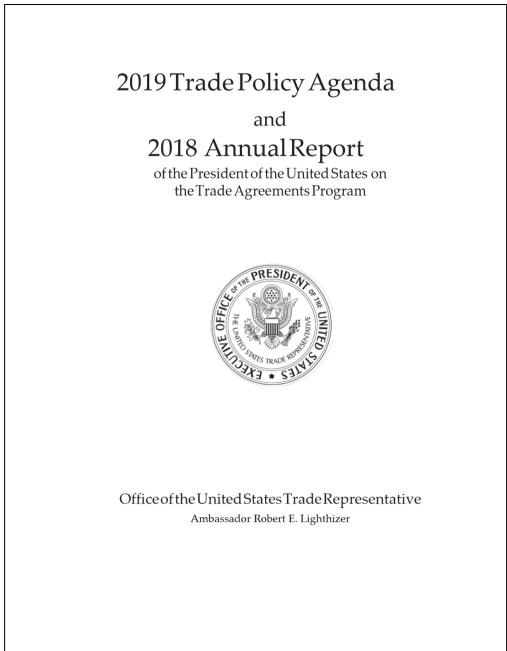 2019 Trade Policy Agenda
and
2018 Annual Report
of the President of the United States on
the Trade Agreements Program
EXECUTIVE OFFICE OF THE PRESIDENT OF THE UNITED STATES
THE UNITED STATES TRADE REPRESENTATIVE
Office of the United States Trade Representative
Ambassador Robert E. Lighthizer